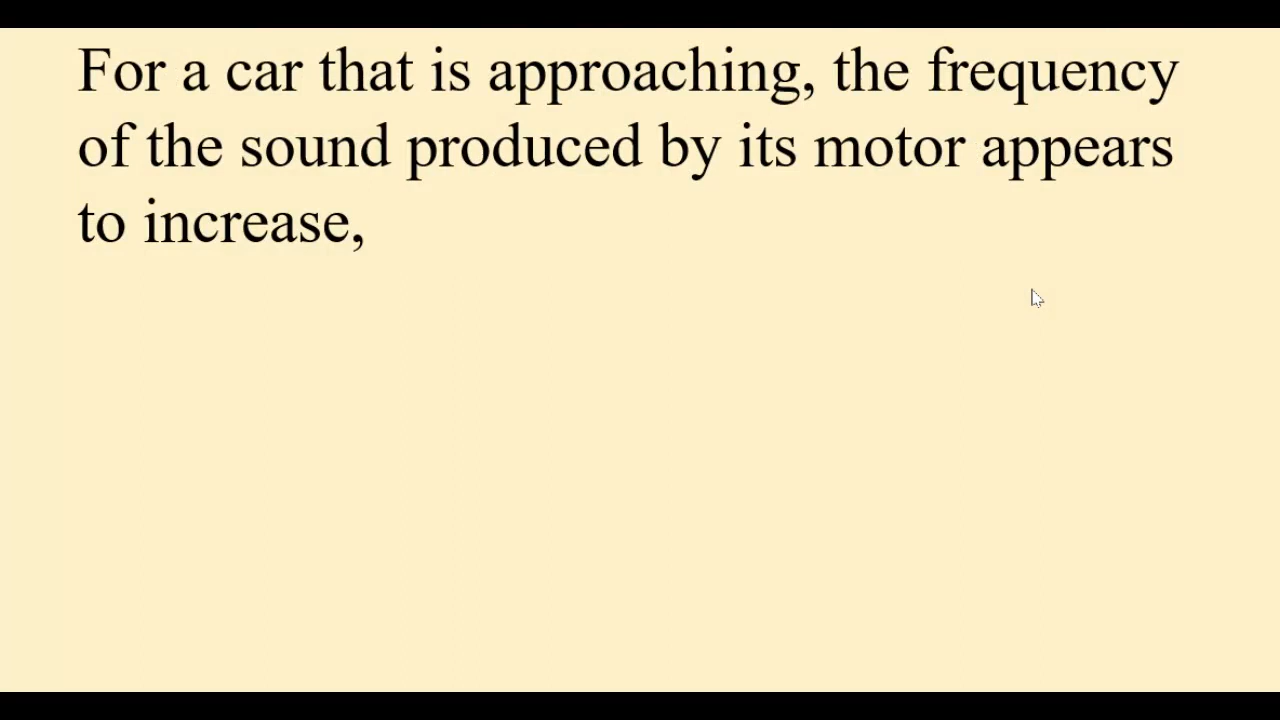 For a car that is approaching, the frequency
of the sound produced by its motor appears
to increase,